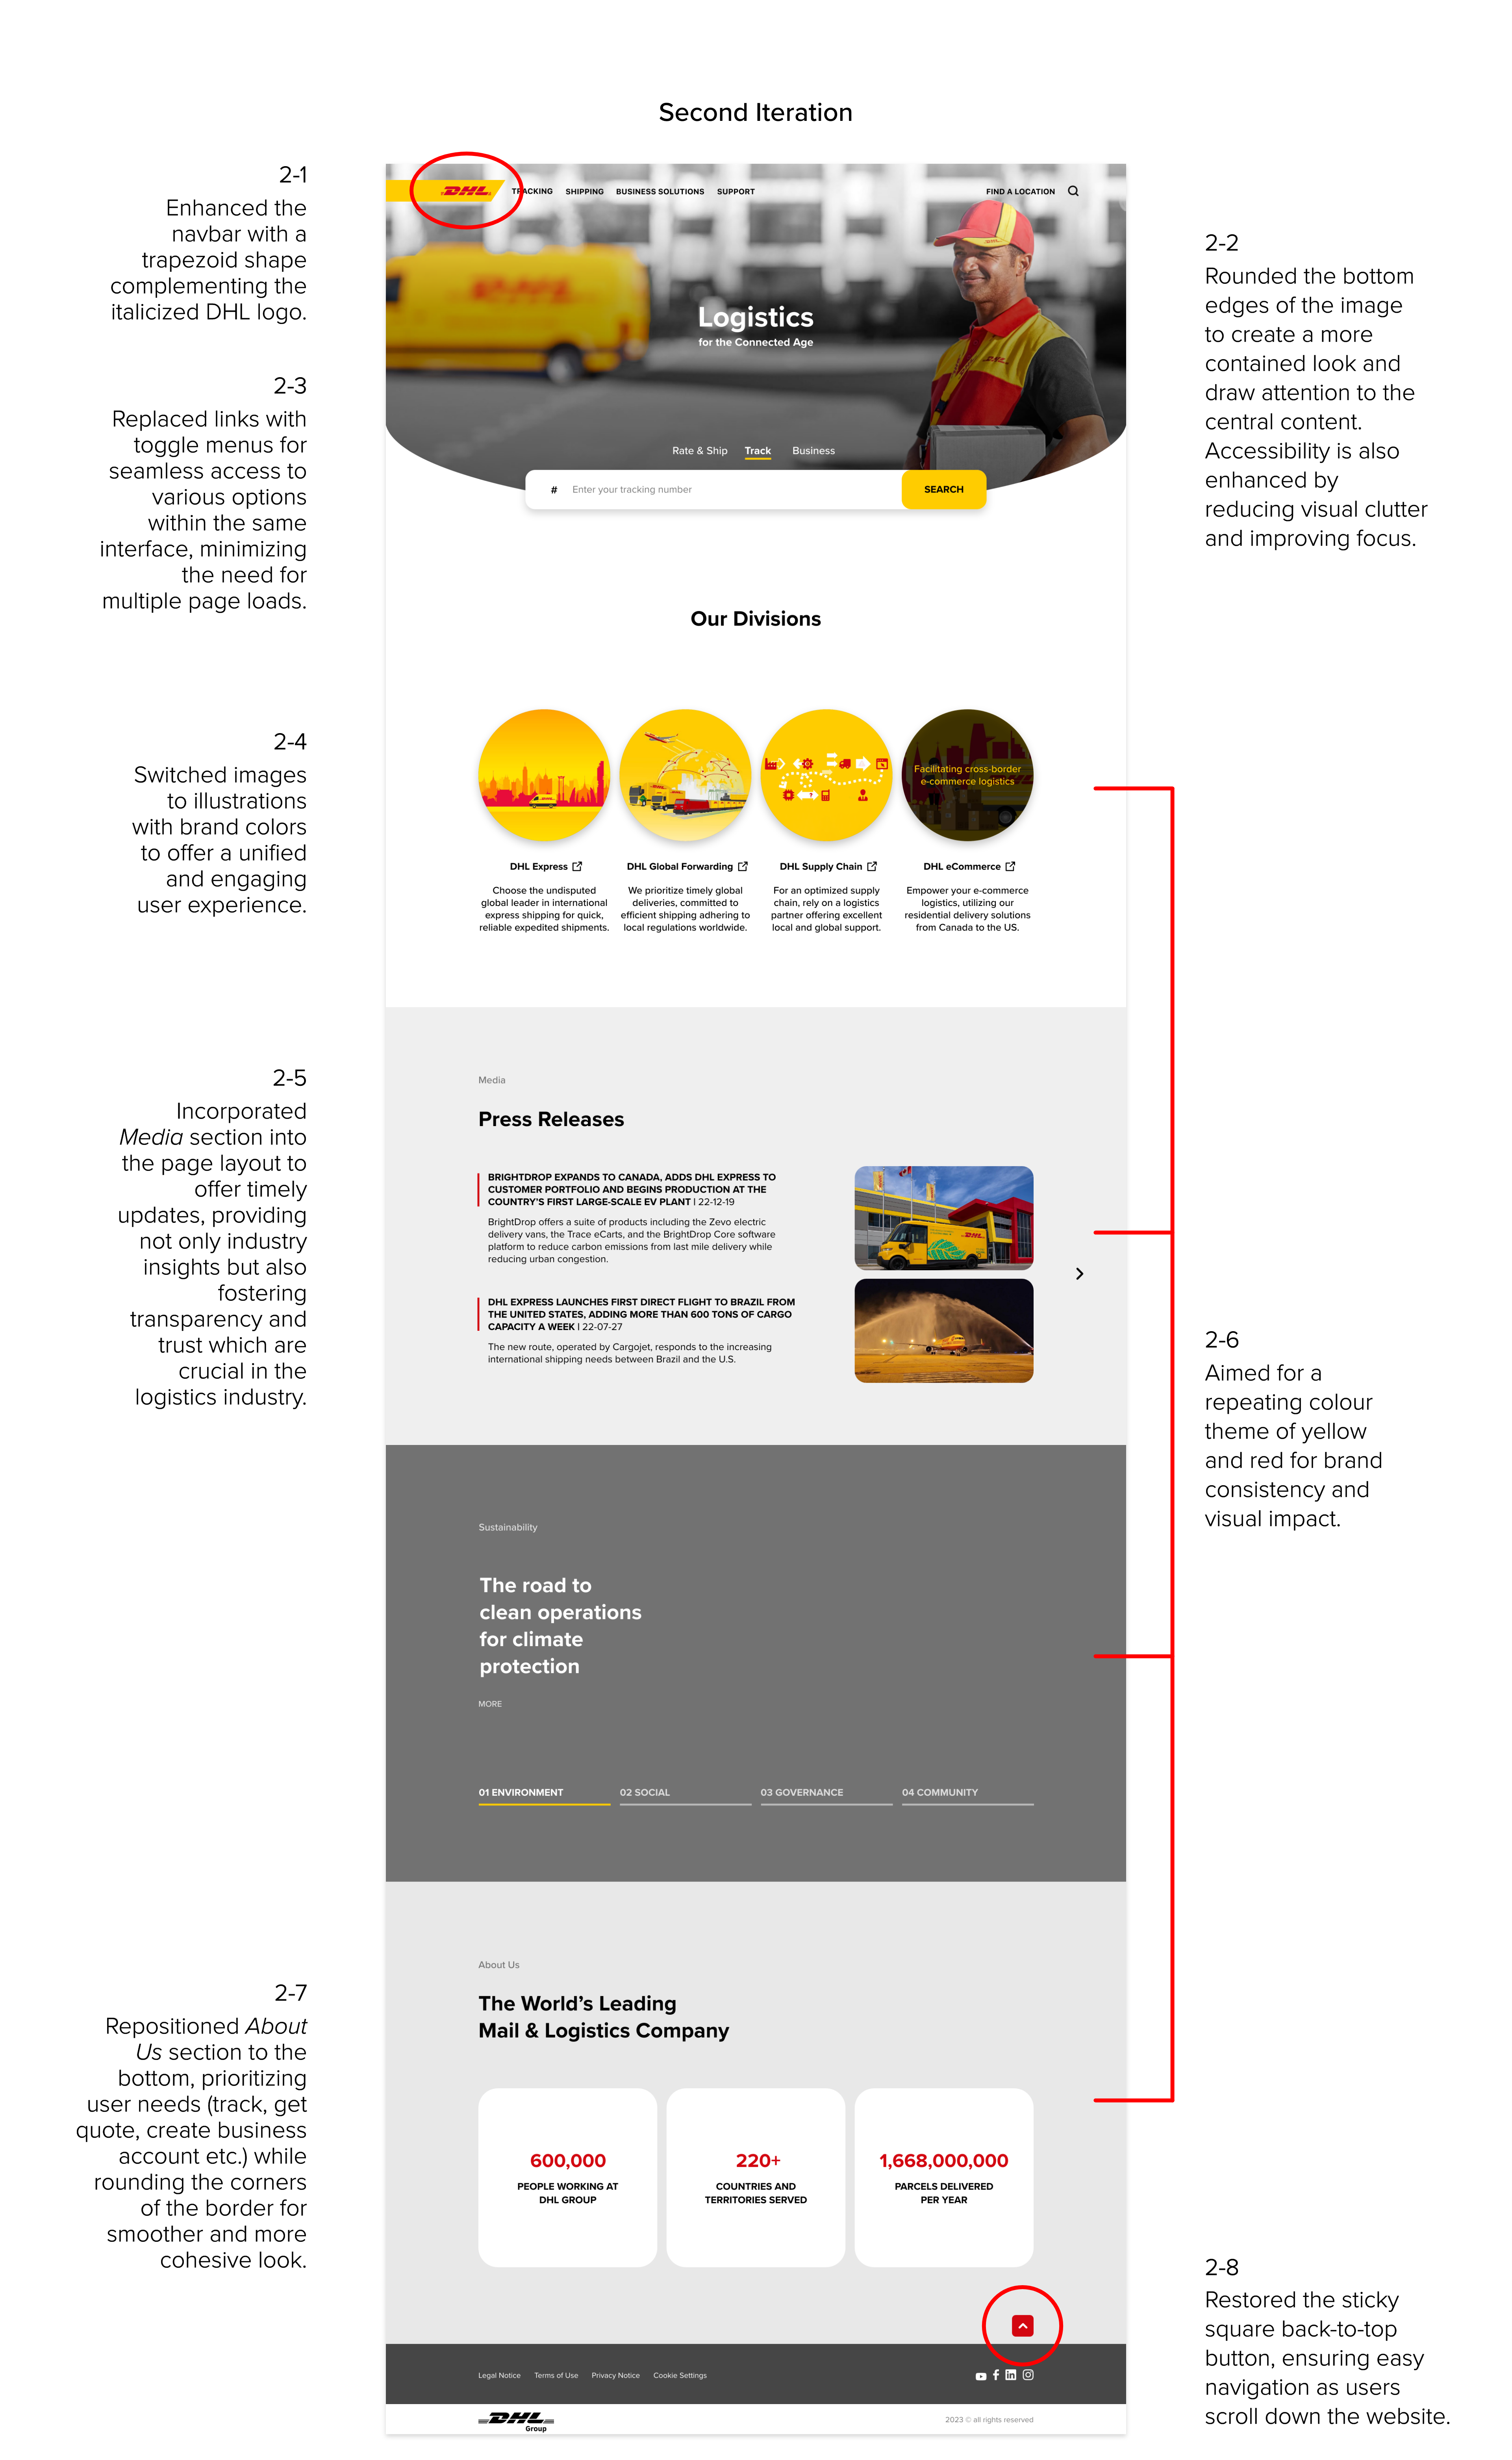 Second Iteration
2-1
Enhanced the
navbar with a
trapezoid shape
complementing the
italicized DHL logo.
2-3
Replaced links with
toggle menus for
seamless access to
various options
within the same
interface, minimizing
the need for
multiple page loads.
2-4
Switched images
to illustrations
with brand colors
to offer a unified
and engaging
user experience.
2-5
Incorporated
Media section into
the page layout to
offer timely
updates, providing
not only industry
insights but also
fostering
transparency and
trust which are
crucial in the
logistics industry.
2-7
Repositioned About
Us section to the
bottom, prioritizing
user needs (track, get
quote, create business
account etc.) while
rounding the corners
of the border for
smoother and more
cohesive look.
DHL TRACKING SHIPPING BUSINESS SOLUTIONS SUPPORT FIND A LOCATION
Logistics
for the Connected Age
Rate & Ship Track Business
# Enter your tracking number SEARCH
Our Divisions
Facilitating cross-border
e-commerce logistics
DHL Express
Choose the undisputed
global leader in international
express shipping for quick,
reliable expedited shipments.
DHL Global Forwarding
We prioritize timely global
deliveries, committed to
efficient shipping adhering to
local regulations worldwide.
DHL Supply Chain
For an optimized supply
chain, rely on a logistics
partner offering excellent
local and global support.
DHL eCommerce
Empower your e-commerce
logistics, utilizing our
residential delivery solutions
from Canada to the US.
Media
Press Releases
BRIGHTDROP EXPANDS TO CANADA, ADDS DHL EXPRESS TO
CUSTOMER PORTFOLIO AND BEGINS PRODUCTION AT THE
COUNTRY'S FIRST LARGE-SCALE EV PLANT | 22-12-19
BrightDrop offers a suite of products including the Zevo electric
delivery vans, the Trace eCarts, and the BrightDrop Core software
platform to reduce carbon emissions from last mile delivery while
reducing urban congestion.
DHL EXPRESS LAUNCHES FIRST DIRECT FLIGHT TO BRAZIL FROM
THE UNITED STATES, ADDING MORE THAN 600 TONS OF CARGO
CAPACITY A WEEK | 22-07-27
The new route, operated by Cargojet, responds to the increasing
international shipping needs between Brazil and the U.S.
Sustainability
The road to
clean operations
for climate
protection
MORE
01 ENVIRONMENT 02 SOCIAL 03 GOVERNANCE 04 COMMUNITY
About Us
The World's Leading
Mail & Logistics Company
600,000
PEOPLE WORKING AT
DHL GROUP
220+
COUNTRIES AND
TERRITORIES SERVED
1,668,000,000
PARCELS DELIVERED
PER YEAR
Legal Notice Terms of Use Privacy Notice Cookie Settings
DHL
Group
2023 © all rights reserved
2-2
Rounded the bottom
edges of the image
to create a more
contained look and
draw attention to the
central content.
Accessibility is also
enhanced by
reducing visual clutter
and improving focus.
2-6
Aimed for a
repeating colour
theme of yellow
and red for brand
consistency and
visual impact.
2-8
Restored the sticky
square back-to-top
button, ensuring easy
navigation as users
scroll down the website.